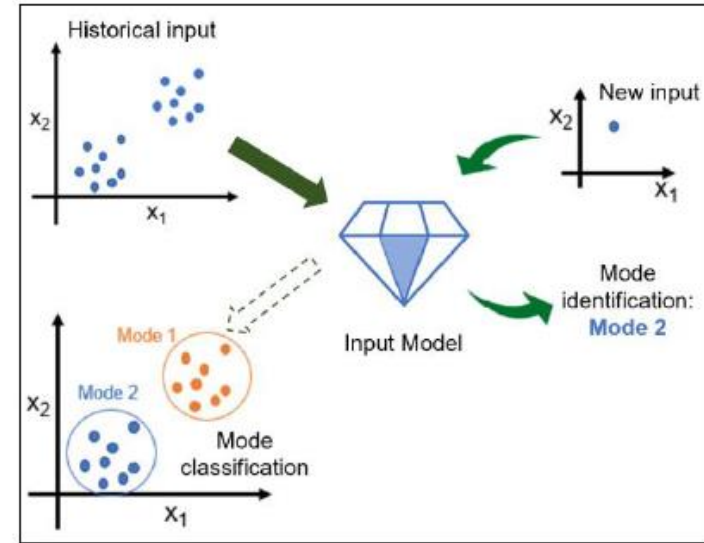 Historical input
x₂
x₁
New input
x₂
x₁
Input Model
Mode
identification:
Mode 2
Mode 1
Mode 2
x₂
Mode
classification
x₁